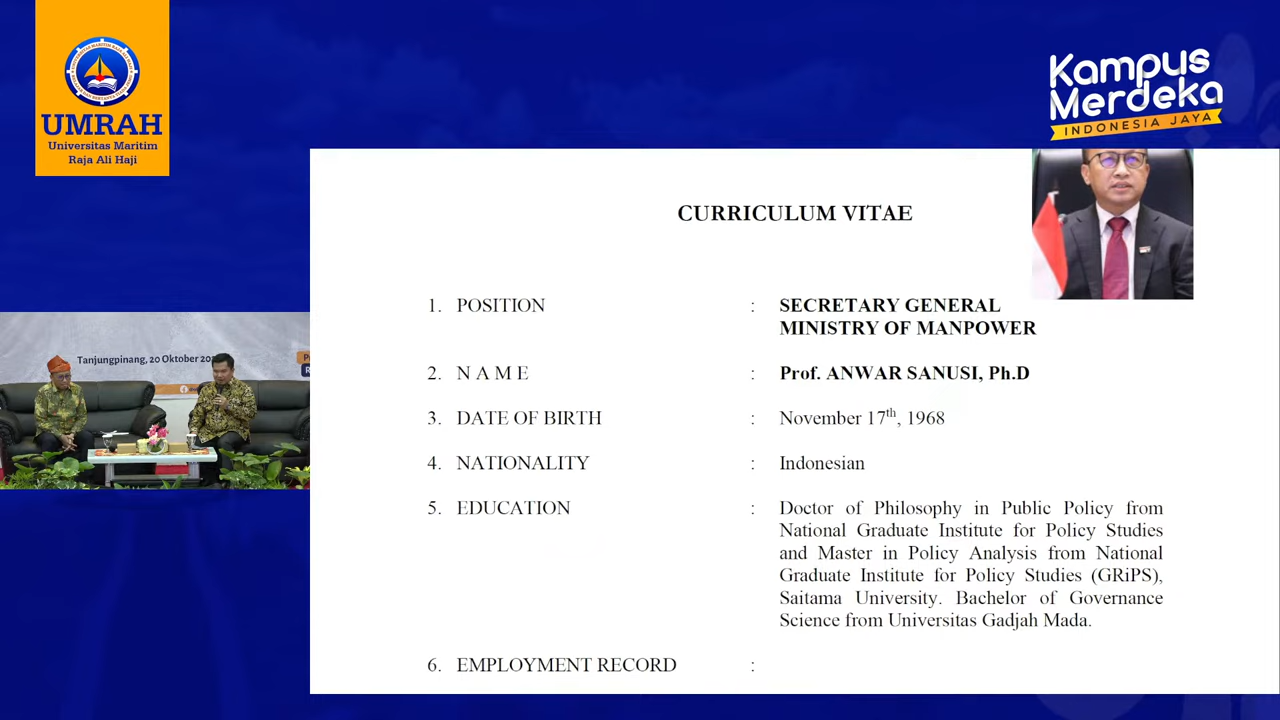 UMRAH
Universitas Maritim
Raja Ali Haji
Kampus
Merdeka
INDONESIA JAYA
CURRICULUM VITAE
1. POSITION : SECRETARY GENERAL
MINISTRY OF MANPOWER
2. N A M E : Prof. ANWAR SANUSI, Ph.D
3. DATE OF BIRTH : November 17th, 1968
4. NATIONALITY : Indonesian
5. EDUCATION : Doctor of Philosophy in Public Policy from
National Graduate Institute for Policy Studies
and Master in Policy Analysis from National
Graduate Institute for Policy Studies (GRiPS),
Saitama University. Bachelor of Governance
Science from Universitas Gadjah Mada.
6. EMPLOYMENT RECORD :
Tanjungpinang, 20 Oktober